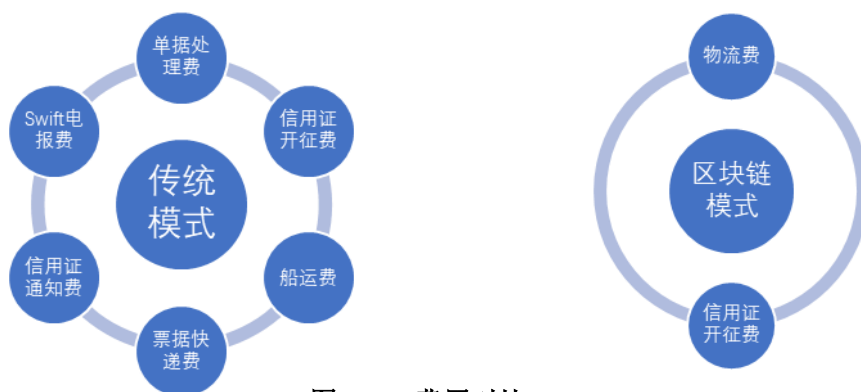 单据处
理费
Swift电
报费
信用证
开征费
传统
模式
信用证
通知费
船运费
票据快
递费
物流费
区块链
模式
信用证
开征费